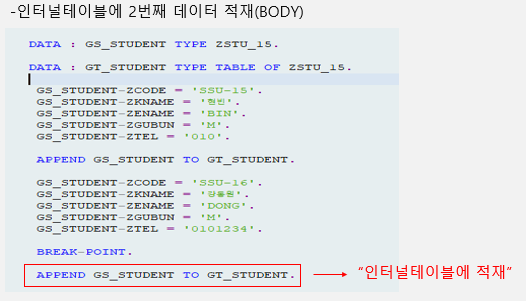 -인터널테이블에 2번째 데이터 적재(BODY)
DATA : GS_STUDENT TYPE ZSTU_15.
DATA : GT_STUDENT TYPE TABLE OF ZSTU_15.
GS_STUDENT-ZCODE = 'SSU-15'.
GS_STUDENT-ZKNAME = '현빈'.
GS_STUDENT-ZENAME = 'BIN'.
GS_STUDENT-ZGUBUN = 'M'.
GS_STUDENT-ZTEL = '010'.
APPEND GS_STUDENT TO GT_STUDENT.
GS_STUDENT-ZCODE = 'SSU-16'.
GS_STUDENT-ZKNAME = '강동원'.
GS_STUDENT-ZENAME = 'DONG'.
GS_STUDENT-ZGUBUN = 'M'.
GS_STUDENT-ZTEL = '0101234'.
BREAK-POINT.
APPEND GS_STUDENT TO GT_STUDENT.
"인터널테이블에 적재"